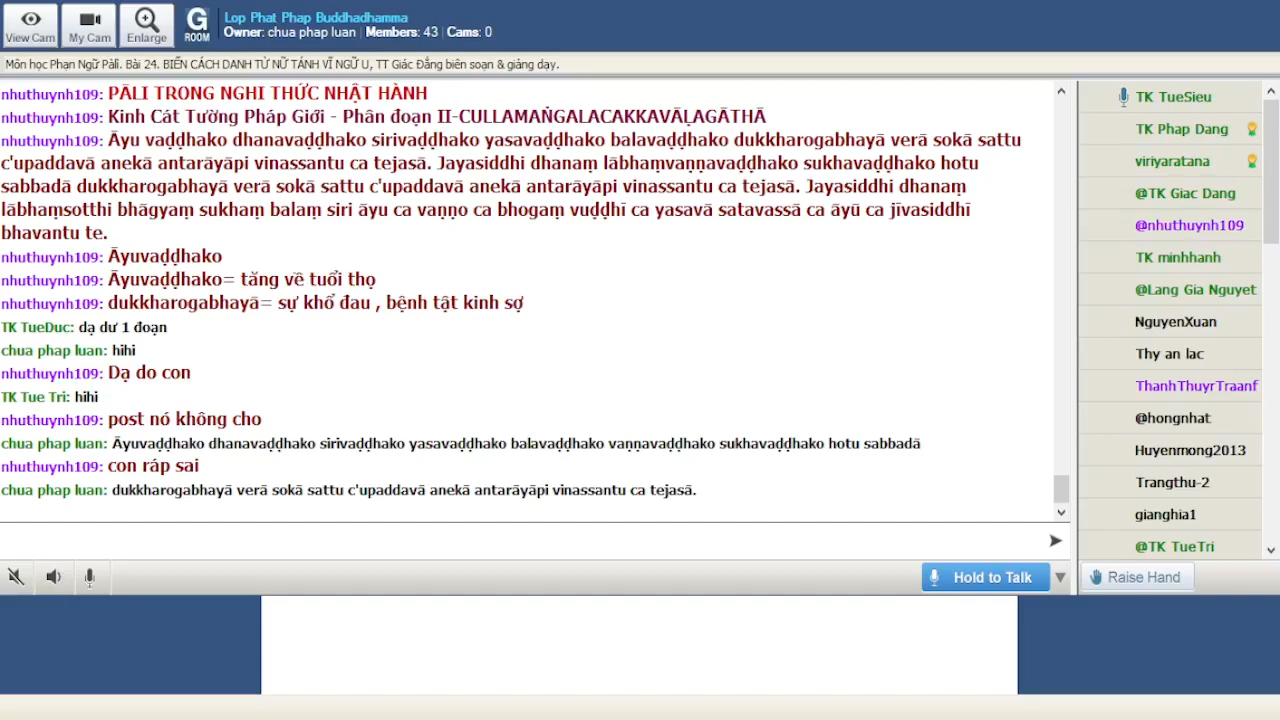 View Cam
My Cam
Enlarge
G
ROOM
Lop Phat Phap Buddhadhamma
Owner: chua phap luan | Members: 43 | Cams: 0
Môn học Phạn Ngữ Pāli. Bài 24. BIẾN CÁCH DANH TỪ NỮ TÁNH VĨ NGỮ U, TT Giác Đẳng biên soạn & giảng dạy.
nhuthuynh109: PĀLI TRONG NGHI THỨC NHẬT HÀNH
nhuthuynh109: Kinh Cát Tường Pháp Giới - Phân đoạn II-CULLAMAṄGALACAKKAVĀḶAGĀTHĀ
nhuthuynh109: Āyu vaḍḍhako dhanavaḍḍhako sirivaḍḍhako yasavaḍḍhako balavaḍḍhako dukkharogabhayā verā sokā sattu
c'upaddavā anekā antarāyāpi vinassantu ca tejasā. Jayasiddhi dhanaṃ lābhaṃvaṇṇavaḍḍhako sukhavaḍḍhako hotu
sabbadā dukkharogabhayā verā sokā sattu c'upaddavā anekā antarāyāpi vinassantu ca tejasā. Jayasiddhi dhanaṃ
lābhaṃsotthi bhāgyaṃ sukhaṃ balaṃ siri āyu ca vaṇṇo ca bhogaṃ vuḍḍhī ca yasavā satavassā ca āyū ca jīvasiddhī
bhavantu te.
nhuthuynh109: Āyuvaḍḍhako
nhuthuynh109: Āyuvaḍḍhako= tăng về tuổi thọ
nhuthuynh109: dukkharogabhayā= sự khổ đau , bệnh tật kinh sợ
TK TueDuc: dạ dư 1 đoạn
chua phap luan: hihi
nhuthuynh109: Dạ do con
TK Tue Tri: hihi
nhuthuynh109: post nó không cho
chua phap luan: Āyuvaḍḍhako dhanavaḍḍhako sirivaḍḍhako yasavaḍḍhako balavaḍḍhako vaṇṇavaḍḍhako sukhavaḍḍhako hotu sabbadā
nhuthuynh109: con ráp sai
chua phap luan: dukkharogabhayā verā sokā sattu c'upaddavā anekā antarāyāpi vinassantu ca tejasā.
TK TueSieu
TK Phap Dang
viriyaratana
@TK Giac Dang
@nhuthuynh109
TK minhhanh
@Lang Gia Nguyet
NguyenXuan
Thy an lac
ThanhThuyrTraanf
@hongnhat
Huyenmong2013
Trangthu-2
gianghia1
@TK TueTri
Hold to Talk
Raise Hand